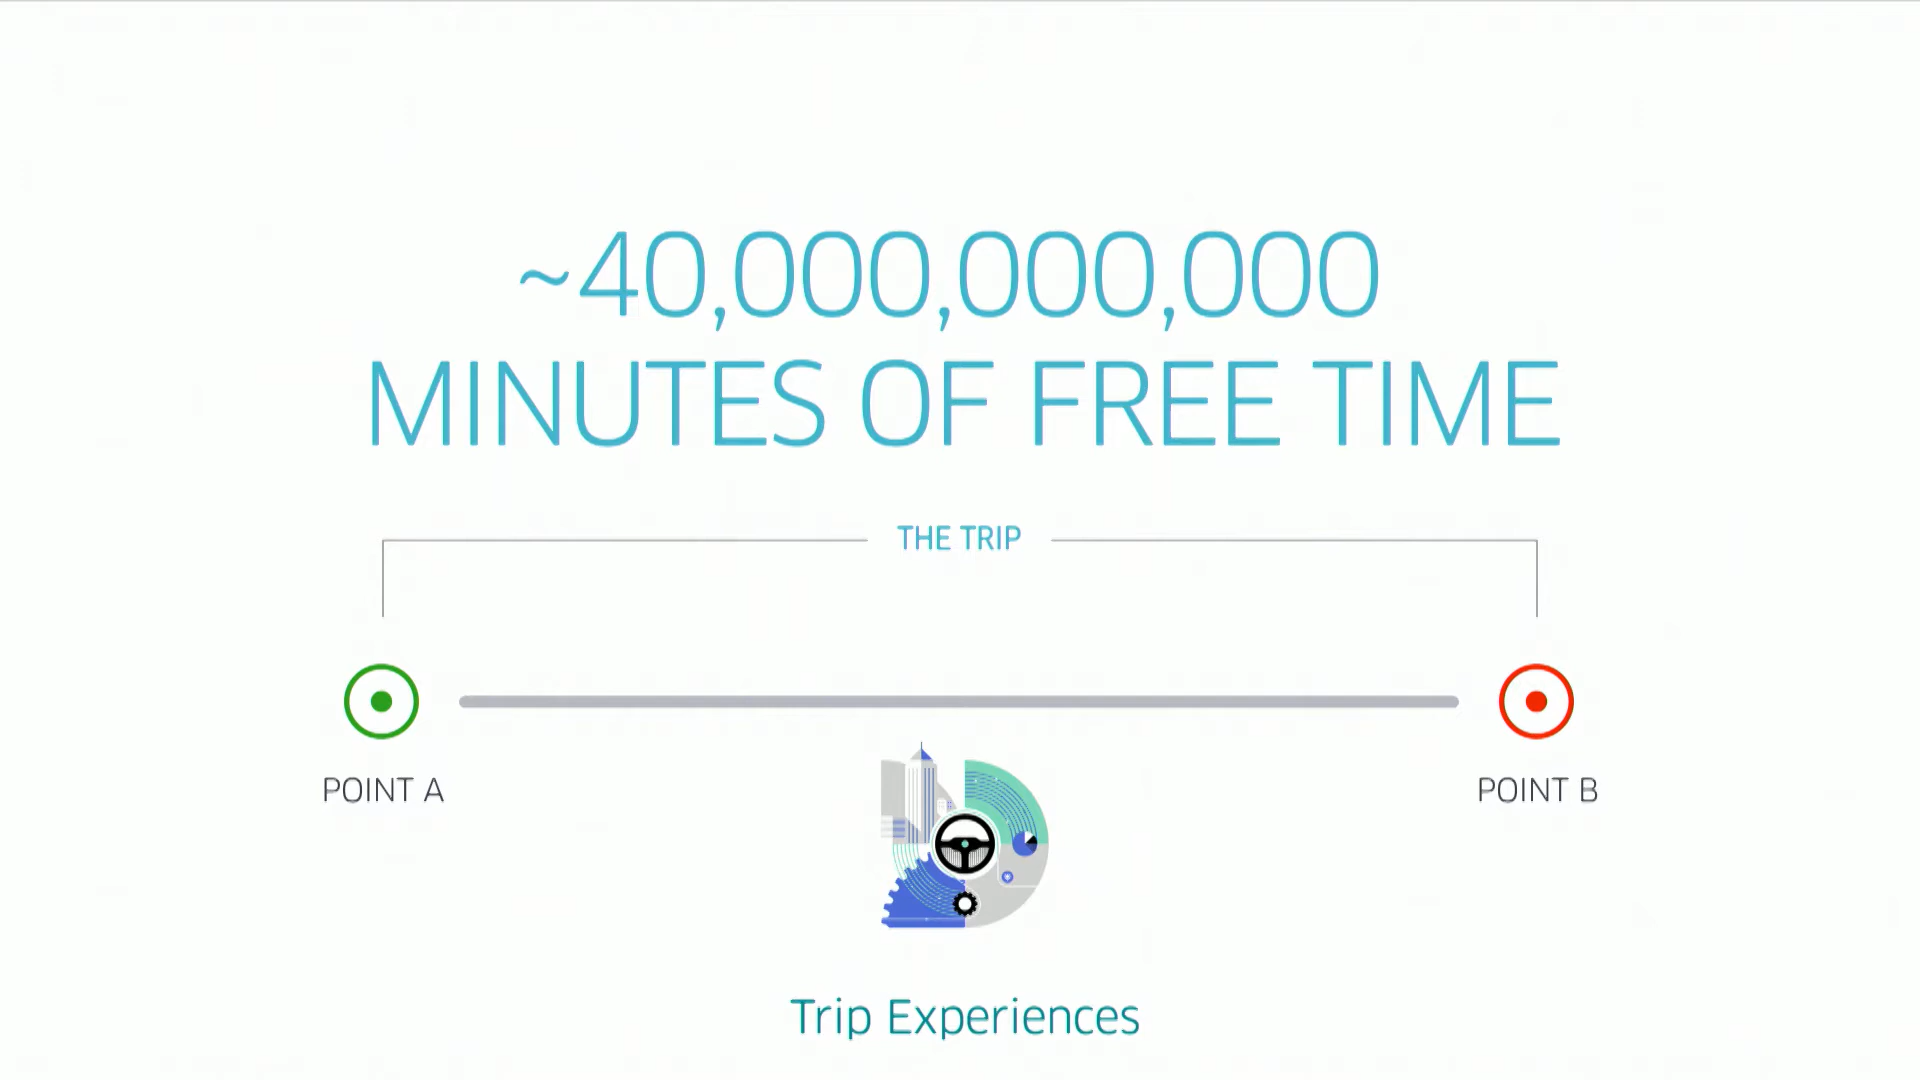 ~40,000,000,000
MINUTES OF FREE TIME
THE TRIP
POINT A
POINT B
Trip Experiences